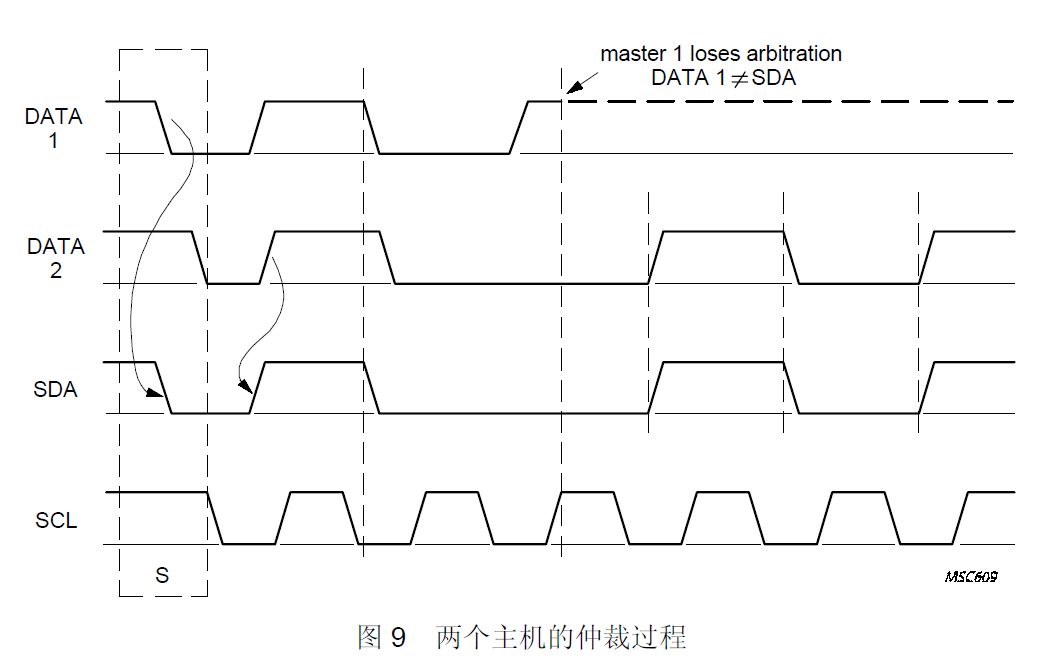 master 1 loses arbitration
DATA 1≠SDA
DATA
1
DATA
2
SDA
SCL
S
MSC609
图 9 两个主机的仲裁过程